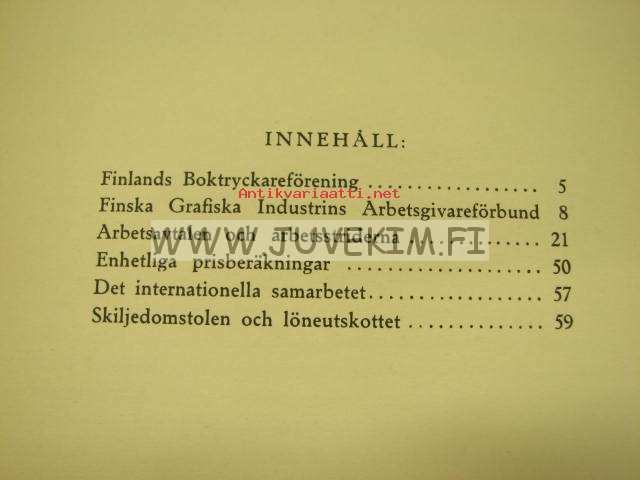 INNEHÅLL:
Finlands Boktryckareförening .................... 5
Antikvariaatti.net
Finska Grafiska Industrins Arbetsgivareförbund 8
Arbetsavtalen och arbetsstriderna ............... 21
WWW.JUVEKIM.FI
Enhetliga prisberäkningar ....................... 50
Det internationella samarbetet .................. 57
Skiljedomstolen och löneutskottet ............... 59